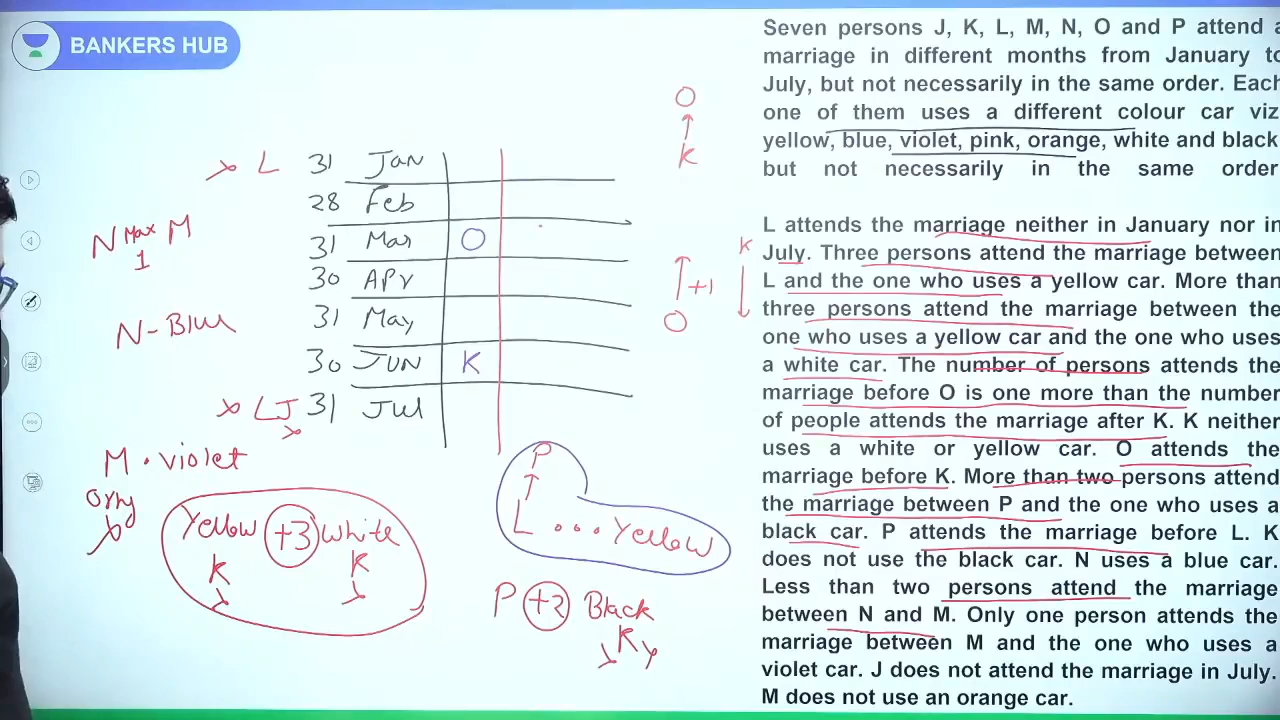 BANKERS HUB
Seven persons J, K, L, M, N, O and P attend a
marriage in different months from January to
July, but not necessarily in the same order. Each
one of them uses a different colour car viz
yellow, blue, violet, pink, orange, white and black
but not necessarily in the same order
L attends the marriage neither in January nor in
July. Three persons attend the marriage between
L and the one who uses a yellow car. More than
three persons attend the marriage between the
one who uses a yellow car and the one who uses
a white car. The number of persons attends the
marriage before O is one more than the number
of people attends the marriage after K. K neither
uses a white or yellow car. O attends the
marriage before K. More than two persons attend
the marriage between P and the one who uses a
black car. P attends the marriage before L. K
does not use the black car. N uses a blue car.
Less than two persons attend the marriage
between N and M. Only one person attends the
marriage between M and the one who uses a
violet car. J does not attend the marriage in July.
M does not use an orange car.
L 31 Jan
28 Feb
31 Mar O
30 APr
31 May
30 JUN K
LJ 31 Jul
N Max M
1
N-Blue
M · violet
Yellow +3 White
K K
O
K
K
+1
O
P
L ... Yellow
P +2 Black
K